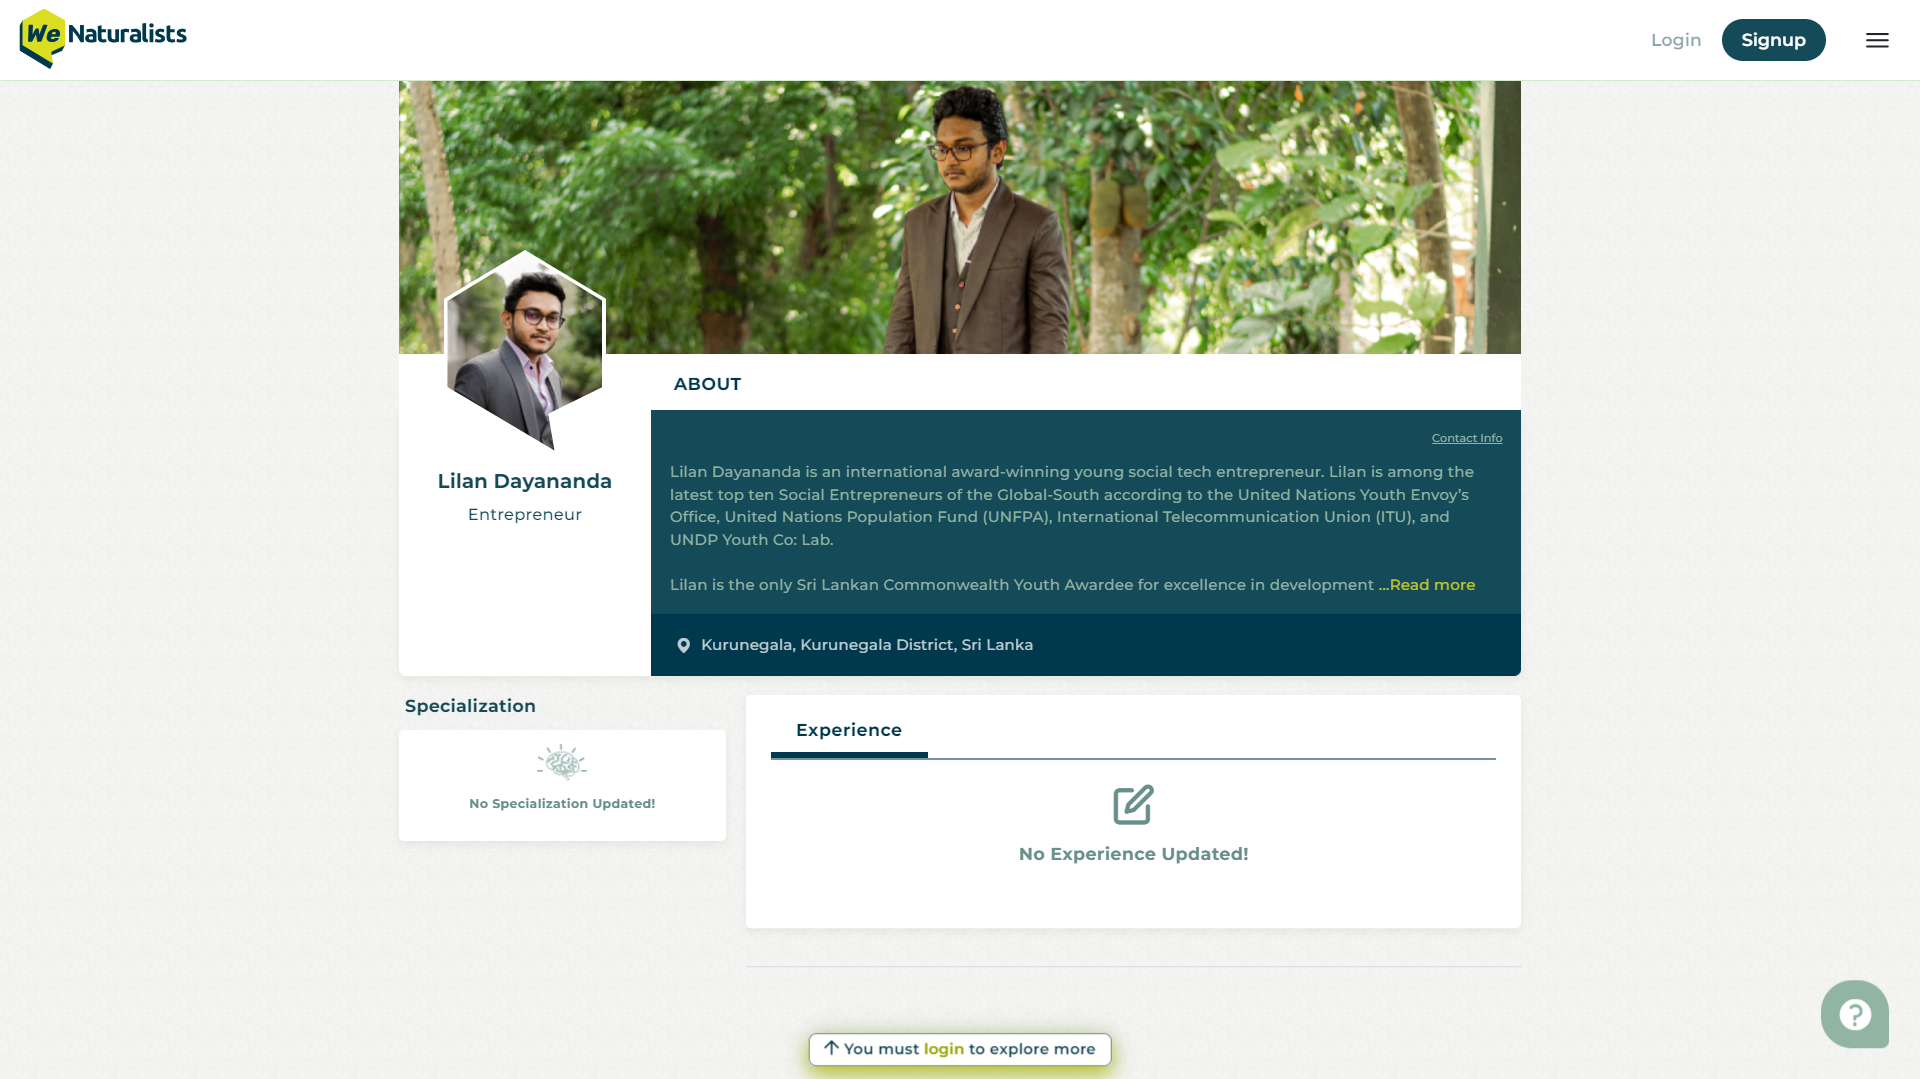 We Naturalists
Login
Signup
ABOUT
Contact Info
Lilan Dayananda
Entrepreneur
Lilan Dayananda is an international award-winning young social tech entrepreneur. Lilan is among the
latest top ten Social Entrepreneurs of the Global-South according to the United Nations Youth Envoy’s
Office, United Nations Population Fund (UNFPA), International Telecommunication Union (ITU), and
UNDP Youth Co: Lab.
Lilan is the only Sri Lankan Commonwealth Youth Awardee for excellence in development ...Read more
Kurunegala, Kurunegala District, Sri Lanka
Specialization
No Specialization Updated!
Experience
No Experience Updated!
You must login to explore more
?